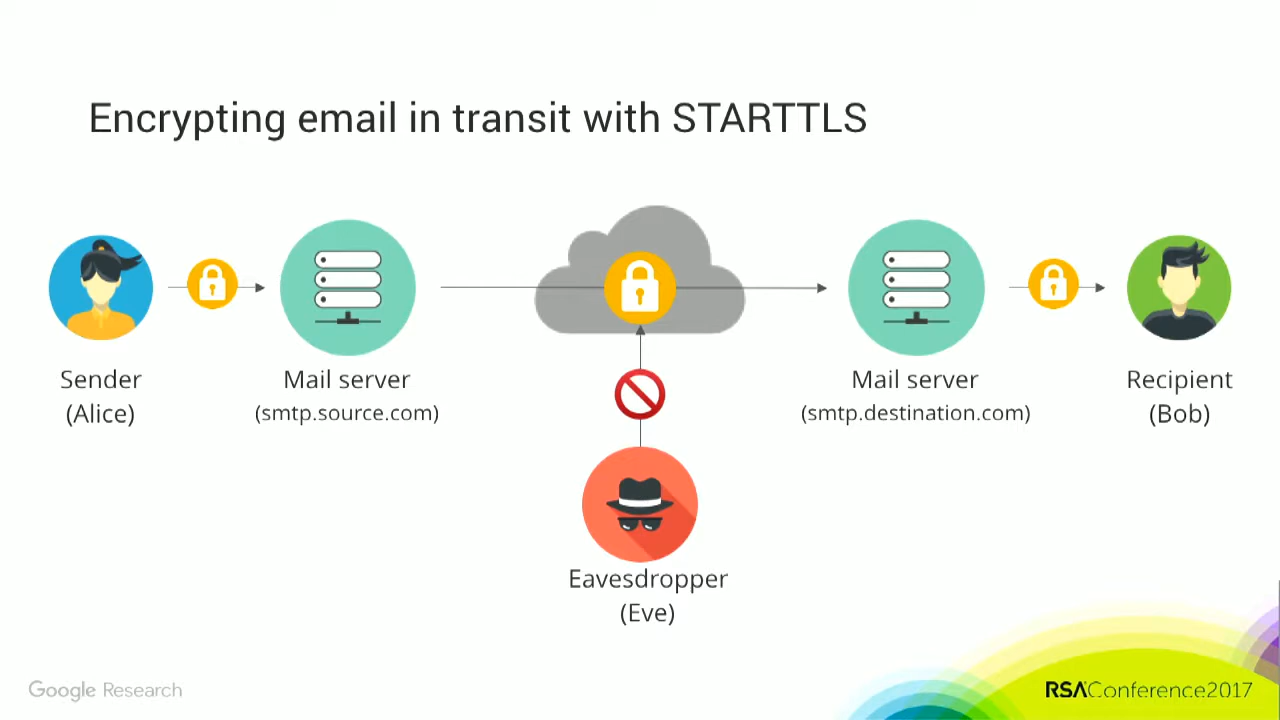 Encrypting email in transit with STARTTLS
Sender
(Alice)
Mail server
(smtp.source.com)
Mail server
(smtp.destination.com)
Recipient
(Bob)
Eavesdropper
(Eve)
Google Research
RSAConference2017